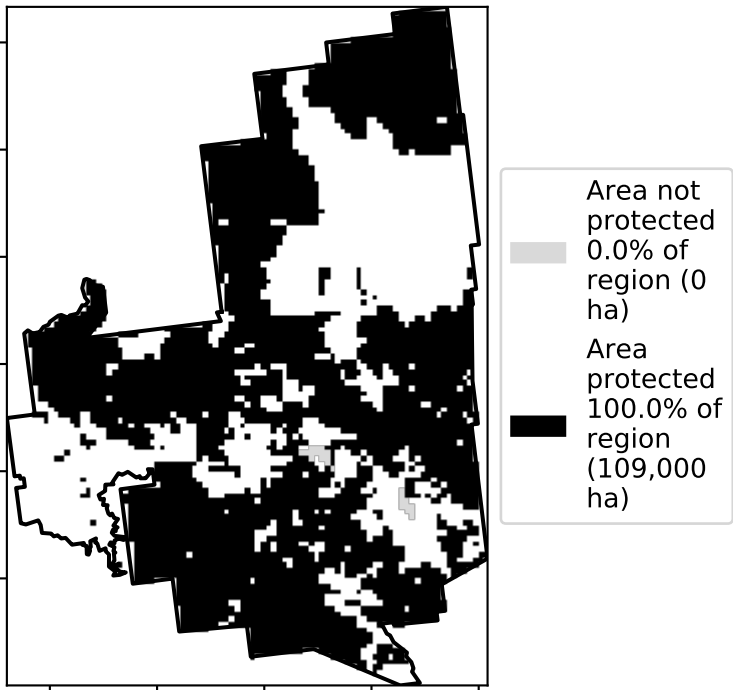 Area not
protected
0.0% of
region (0
ha)
Area
protected
100.0% of
region
(109,000
ha)